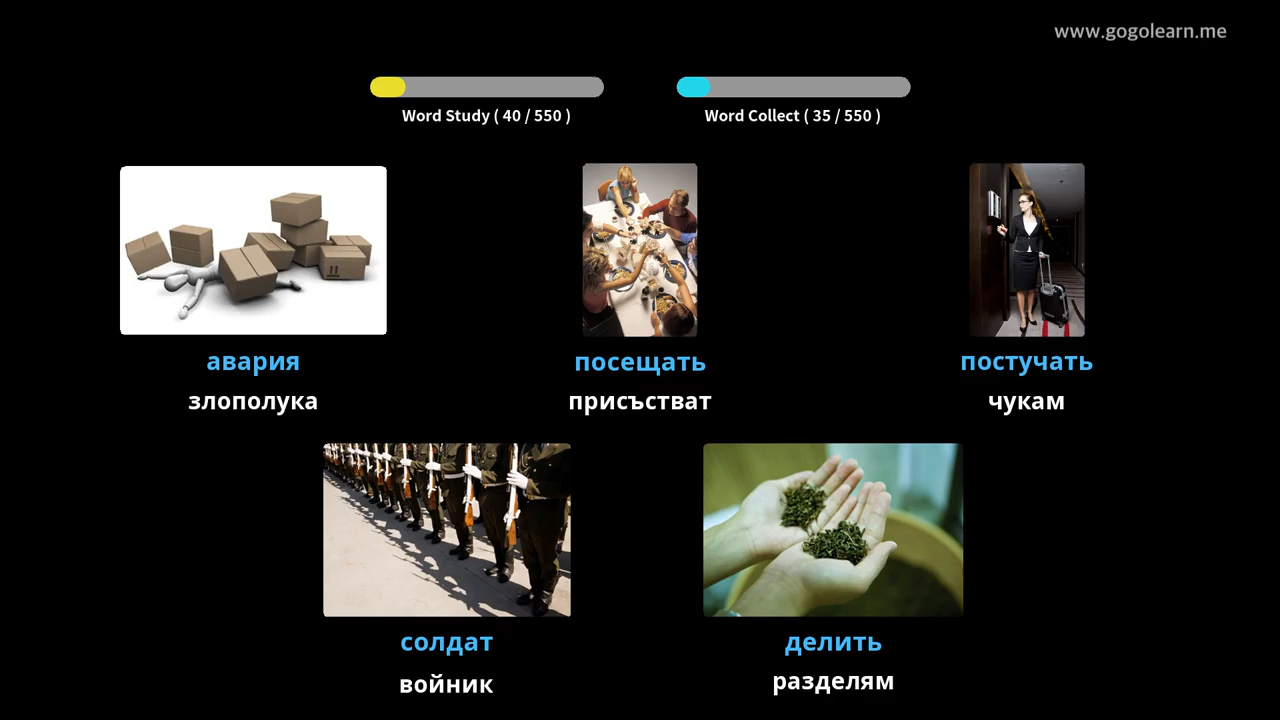 www.gogolearn.me
Word Study ( 40 / 550 )
Word Collect ( 35 / 550 )
авария
злополука
посещать
присъстват
постучать
чукам
солдат
войник
делить
разделям